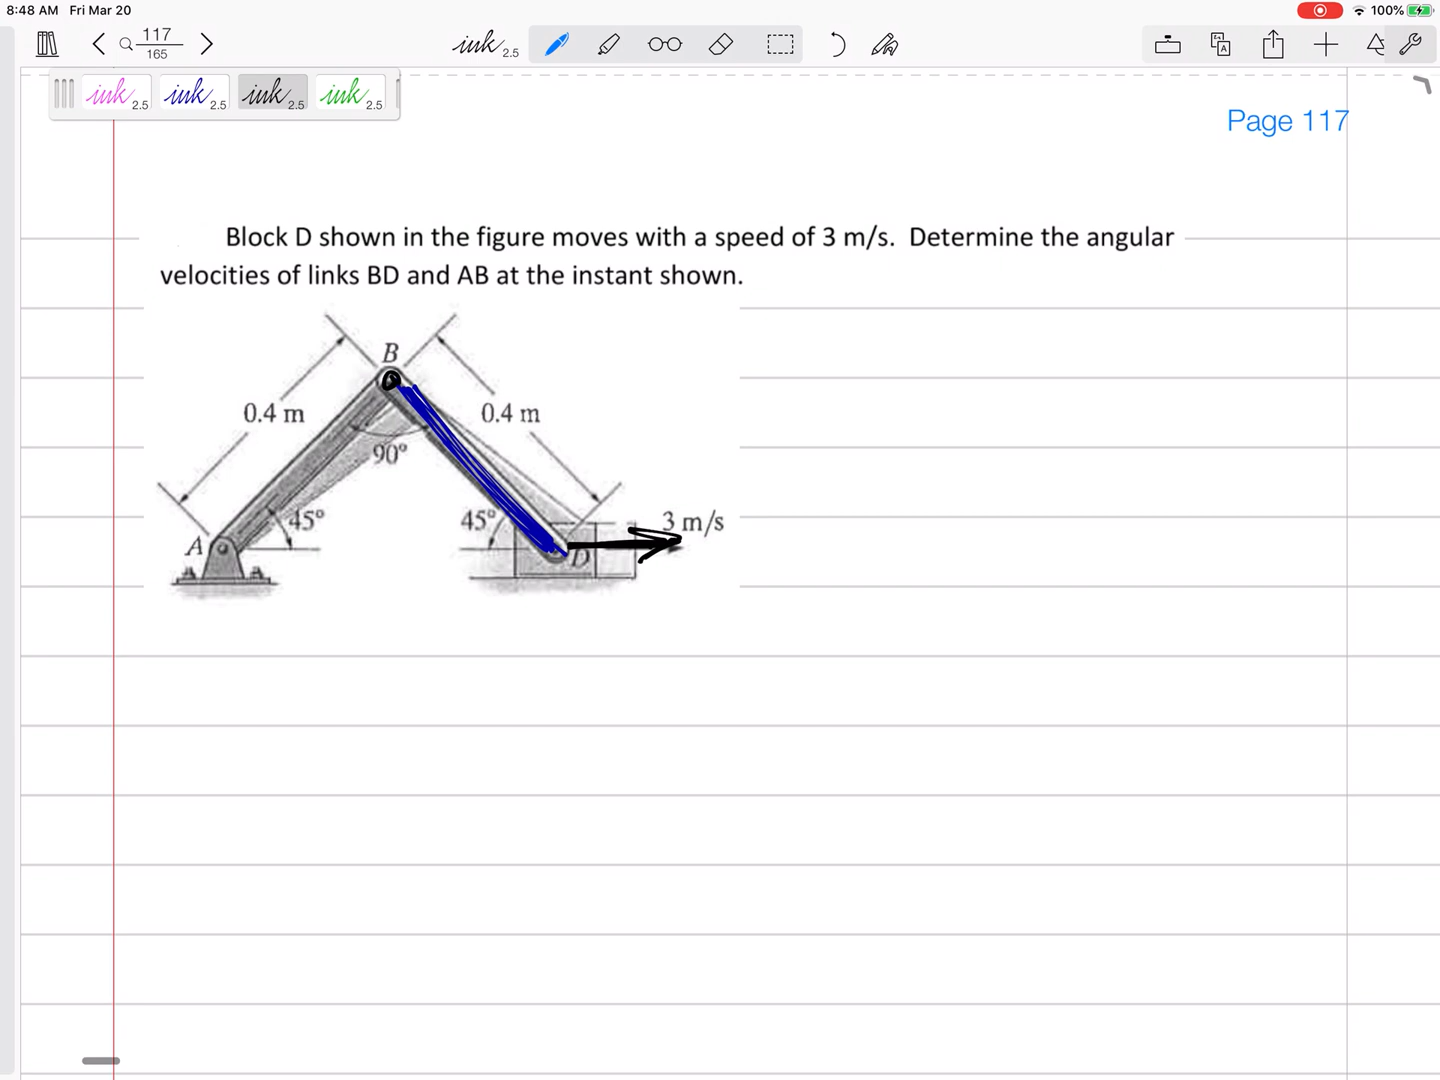 8:48 AM Fri Mar 20
100%
117
165
ink 2.5
ink 2.5
ink 2.5
ink 2.5
ink 2.5
Page 117
Block D shown in the figure moves with a speed of 3 m/s. Determine the angular
velocities of links BD and AB at the instant shown.
B
0.4 m
0.4 m
90°
45°
45°
3 m/s
A
D